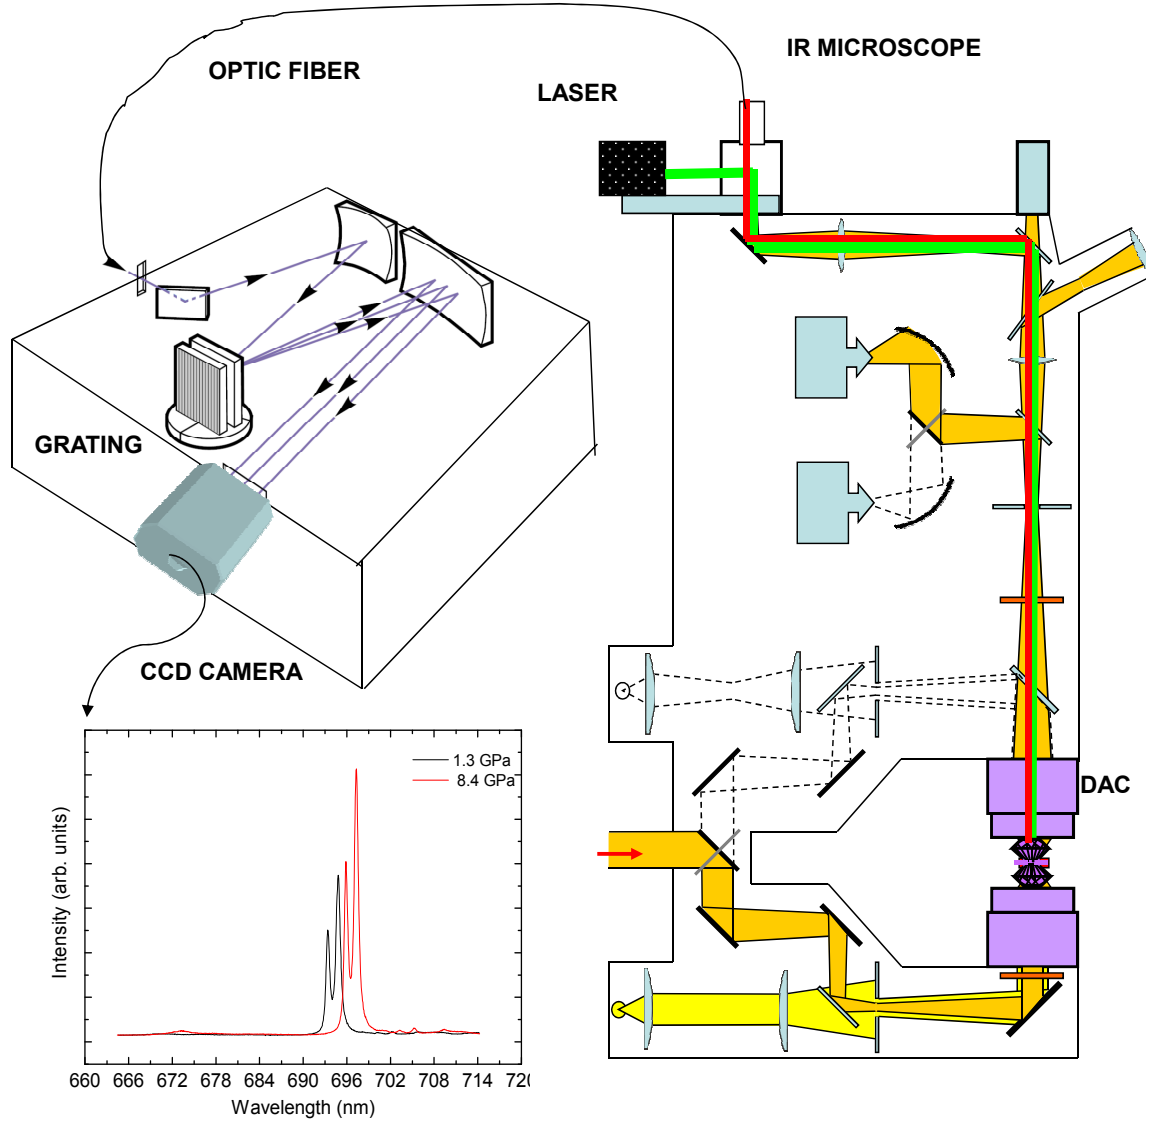 IR MICROSCOPE
OPTIC FIBER
LASER
GRATING
CCD CAMERA
DAC
1.3 GPa
8.4 GPa
Intensity (arb. units)
660 666 672 678 684 690 696 702 708 714 720
Wavelength (nm)